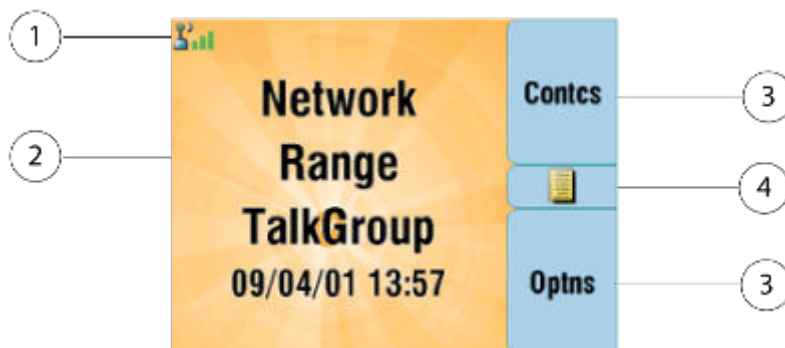 1
2
Network
Range
TalkGroup
09/04/01 13:57
Contcs
3
4
Optns
3